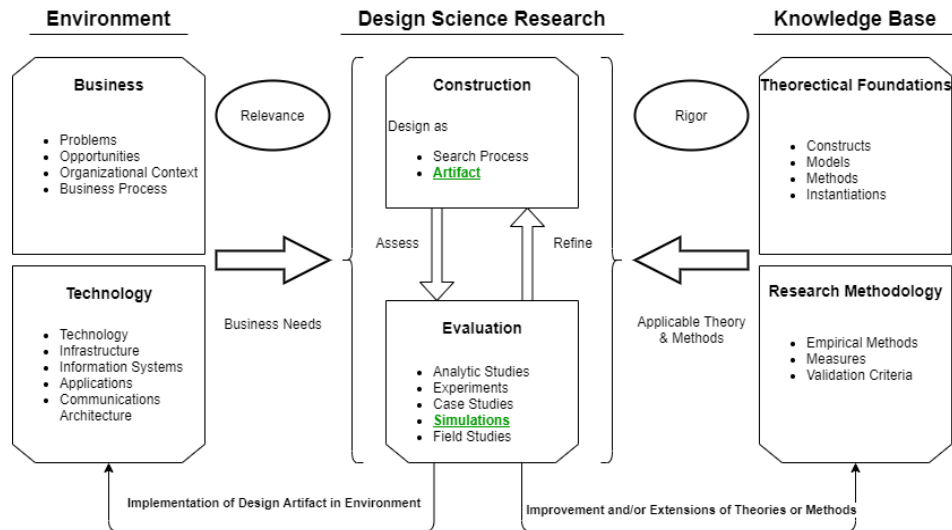 Environment
Design Science Research
Knowledge Base
Business
Problems
Opportunities
Organizational Context
Business Process
Technology
Technology
Infrastructure
Information Systems
Applications
Communications
Architecture
Relevance
Business Needs
Construction
Design as
Search Process
Artifact
Assess
Refine
Evaluation
Analytic Studies
Experiments
Case Studies
Simulations
Field Studies
Rigor
Applicable Theory
& Methods
Theorectical Foundations
Constructs
Models
Methods
Instantiations
Research Methodology
Empirical Methods
Measures
Validation Criteria
Implementation of Design Artifact in Environment
Improvement and/or Extensions of Theories or Methods